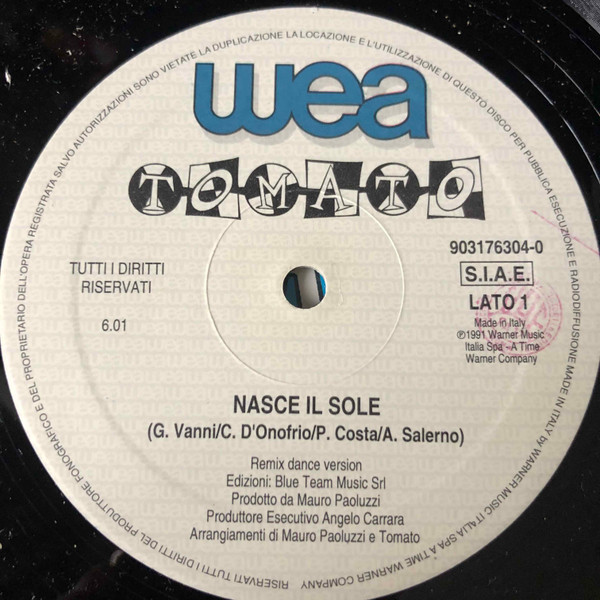 I SONO VIETATE LA DUPLICAZIONE LA LOCAZIONE E L'UTILIZZAZIONE DI QUESTO DISCO PER PUBBLICA ESECUZIONE E RADIODIFFUSIONE MADE IN ITALY by WARNER MUSIC ITALIA SPA A TIME WARNER COMPANY
RISERVATI TUTTI I DIRITTI DEL PRODUTTORE FONOGRAFICO E DEL PROPRIETARIO DELL'OPERA REGISTRATA SALVO AUTORIZZAZIONI
wea
TOMATO
903176304-0
S.I.A.E.
LATO 1
Made in Italy
℗1991 Warner Music
Italia Spa -A Time
Warner Company
TUTTI I DIRITTI
RISERVATI
6.01
NASCE IL SOLE
(G. Vanni/C. D'Onofrio/P. Costa/A. Salerno)
Remix dance version
Edizioni: Blue Team Music Srl
Prodotto da Mauro Paoluzzi
Produttore Esecutivo Angelo Carrara
Arrangiamenti di Mauro Paoluzzi e Tomato